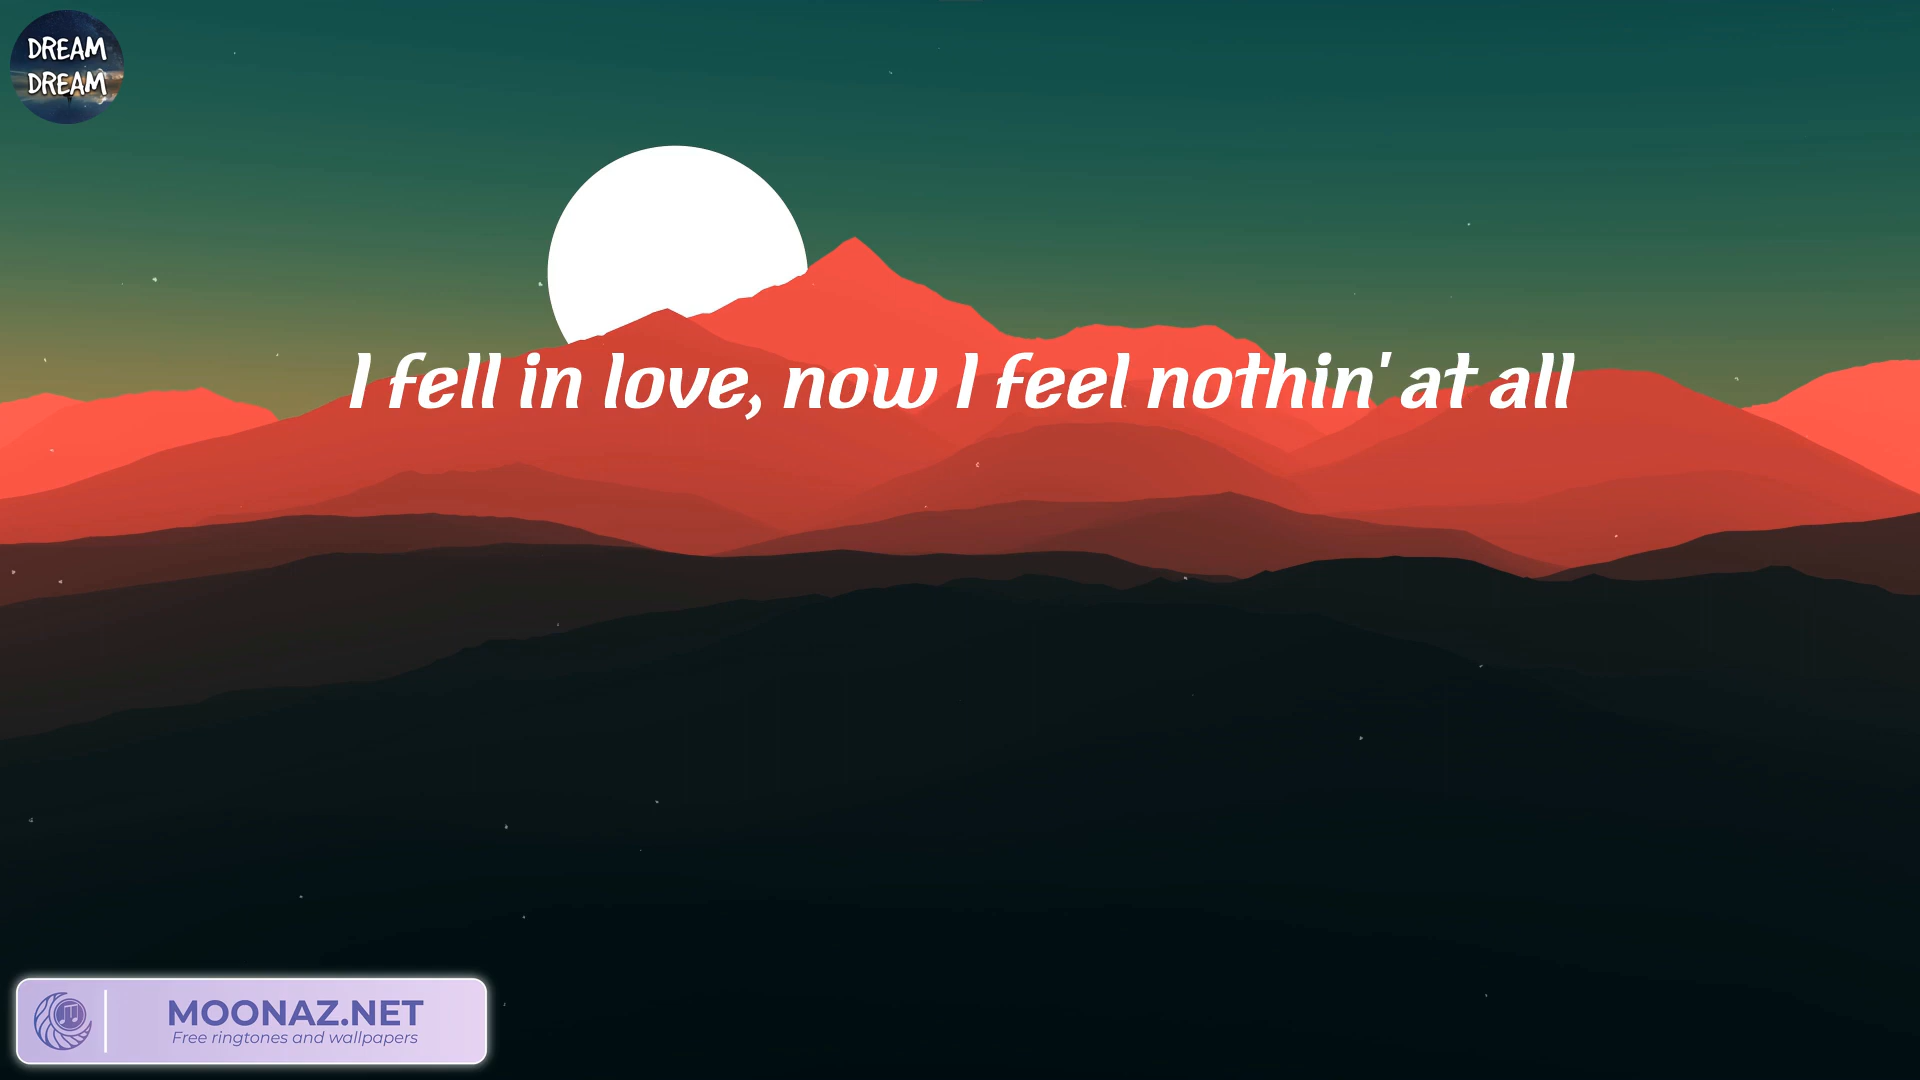 DREAM
DREAM
I fell in love, now I feel nothin' at all
MOONAZ.NET
Free ringtones and wallpapers